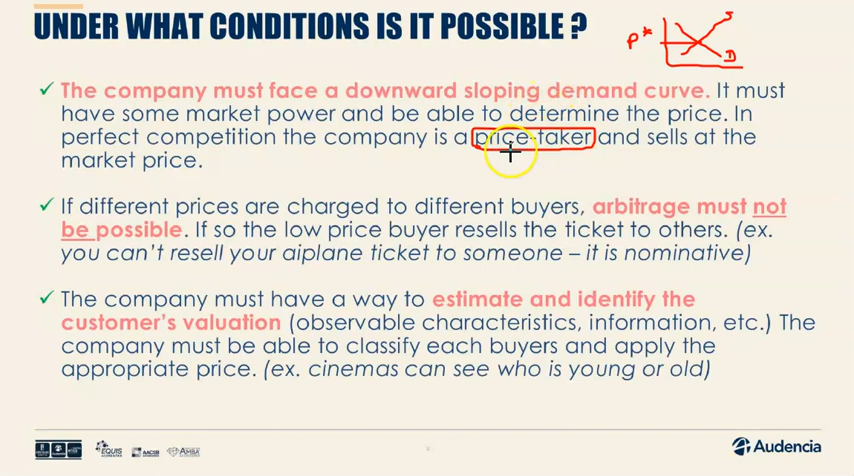 UNDER WHAT CONDITIONS IS IT POSSIBLE ?
P*
S
D
✓ The company must face a downward sloping demand curve. It must
have some market power and be able to determine the price. In
perfect competition the company is a price-taker and sells at the
market price.
✓ If different prices are charged to different buyers, arbitrage must not
be possible. If so the low price buyer resells the ticket to others. (ex.
you can't resell your aiplane ticket to someone – it is nominative)
✓ The company must have a way to estimate and identify the
customer's valuation (observable characteristics, information, etc.) The
company must be able to classify each buyers and apply the
appropriate price. (ex. cinemas can see who is young or old)
EQUIS
AACSB
AMBA
Audencia